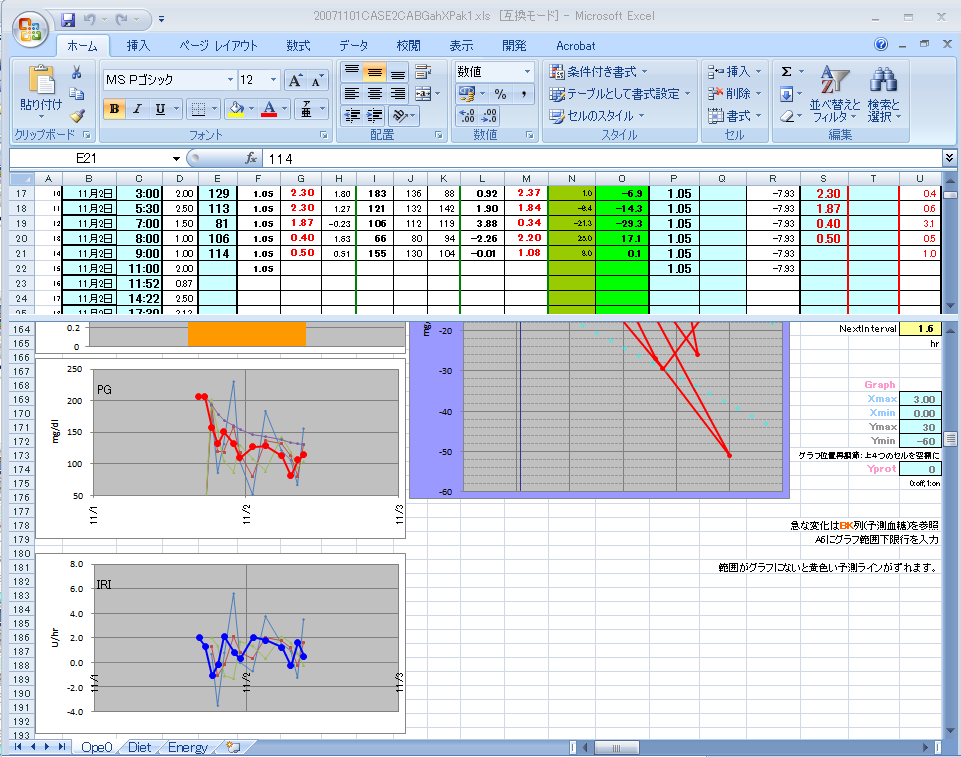 20071101CASE2CABGahXPak1.xls [互換モード] - Microsoft Excel
ホーム 挿入 ページ レイアウト 数式 データ 校閲 表示 開発 Acrobat
MS Pゴシック 12 数値 条件付き書式 挿入 Σ
貼り付け B I U A % , テーブルとして書式設定 削除 並べ替えと フィルタ 検索と 選択
セルのスタイル 書式
クリップボード フォント 配置 数値 スタイル セル 編集
E21 fx 114
A B C D E F G H I J K L M N O P Q R S T U
17 10 11月2日 3:00 2.00 129 1.05 2.30 1.80 183 136 88 0.92 2.37 1.0 -6.9 1.05 -7.93 2.30 0.4
18 11 11月2日 5:30 2.50 113 1.05 2.30 1.27 121 132 142 1.90 1.84 -14.3 1.05 -7.93 1.87 0.6
19 12 11月2日 7:00 1.50 81 1.05 1.87 -0.23 106 112 119 3.88 0.34 -21.3 -29.3 1.05 -7.93 0.40 3.1
20 13 11月2日 8:00 1.00 106 1.05 0.40 1.63 66 80 94 -2.26 2.20 25.0 17.1 1.05 -7.93 0.50 0.5
21 14 11月2日 9:00 1.00 114 1.05 0.50 0.51 155 130 104 -0.01 1.08 8.0 0.1 1.05 -7.93 1.0
22 15 11月2日 11:00 2.00 1.05 1.05 -7.93
23 16 11月2日 11:52 0.87
24 17 11月2日 14:22 2.50
164 0.2 -20 NextInterval 1.6
165 0 hr
166
167 250 -30
168 PG Graph
169 200 Xmax 3.00
170 -40 Xmin 0.00
171 150 Ymax 30
172 mg/dl Ymin -60
173 100 -50 グラフ位置再調節:上4つのセルを空欄に
174 Yprot 0
175 50 0:off,1:on
176 -60
177 11/1 11/2 11/3
178 急な変化はBK列(予測血糖)を参照
179 A6にグラフ範囲下限行を入力
180
181 8.0 範囲がグラフにないと黄色い予測ラインがずれます。
182 IRI
183 6.0
184
185 4.0
186 2.0
187 U/hr
188 0.0
189
190 -2.0 11/1 11/2 11/3
191
192 -4.0
193
Ope0 Diet Energy